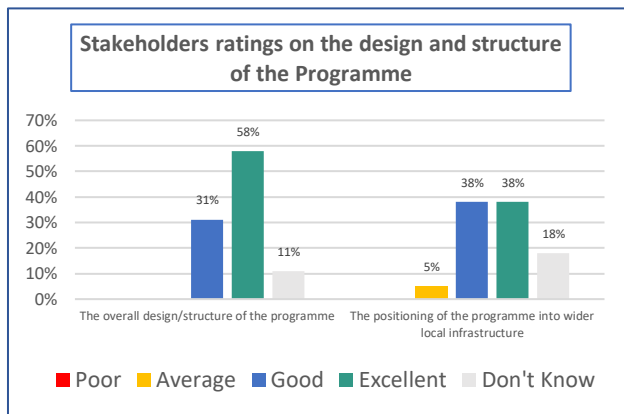 Stakeholders ratings on the design and structure
of the Programme
70%
60%
50%
40%
30%
20%
10%
0%
31%
58%
11%
5%
38%
38%
18%
The overall design/structure of the programme
The positioning of the programme into wider
local infrastructure
Poor Average Good Excellent Don't Know